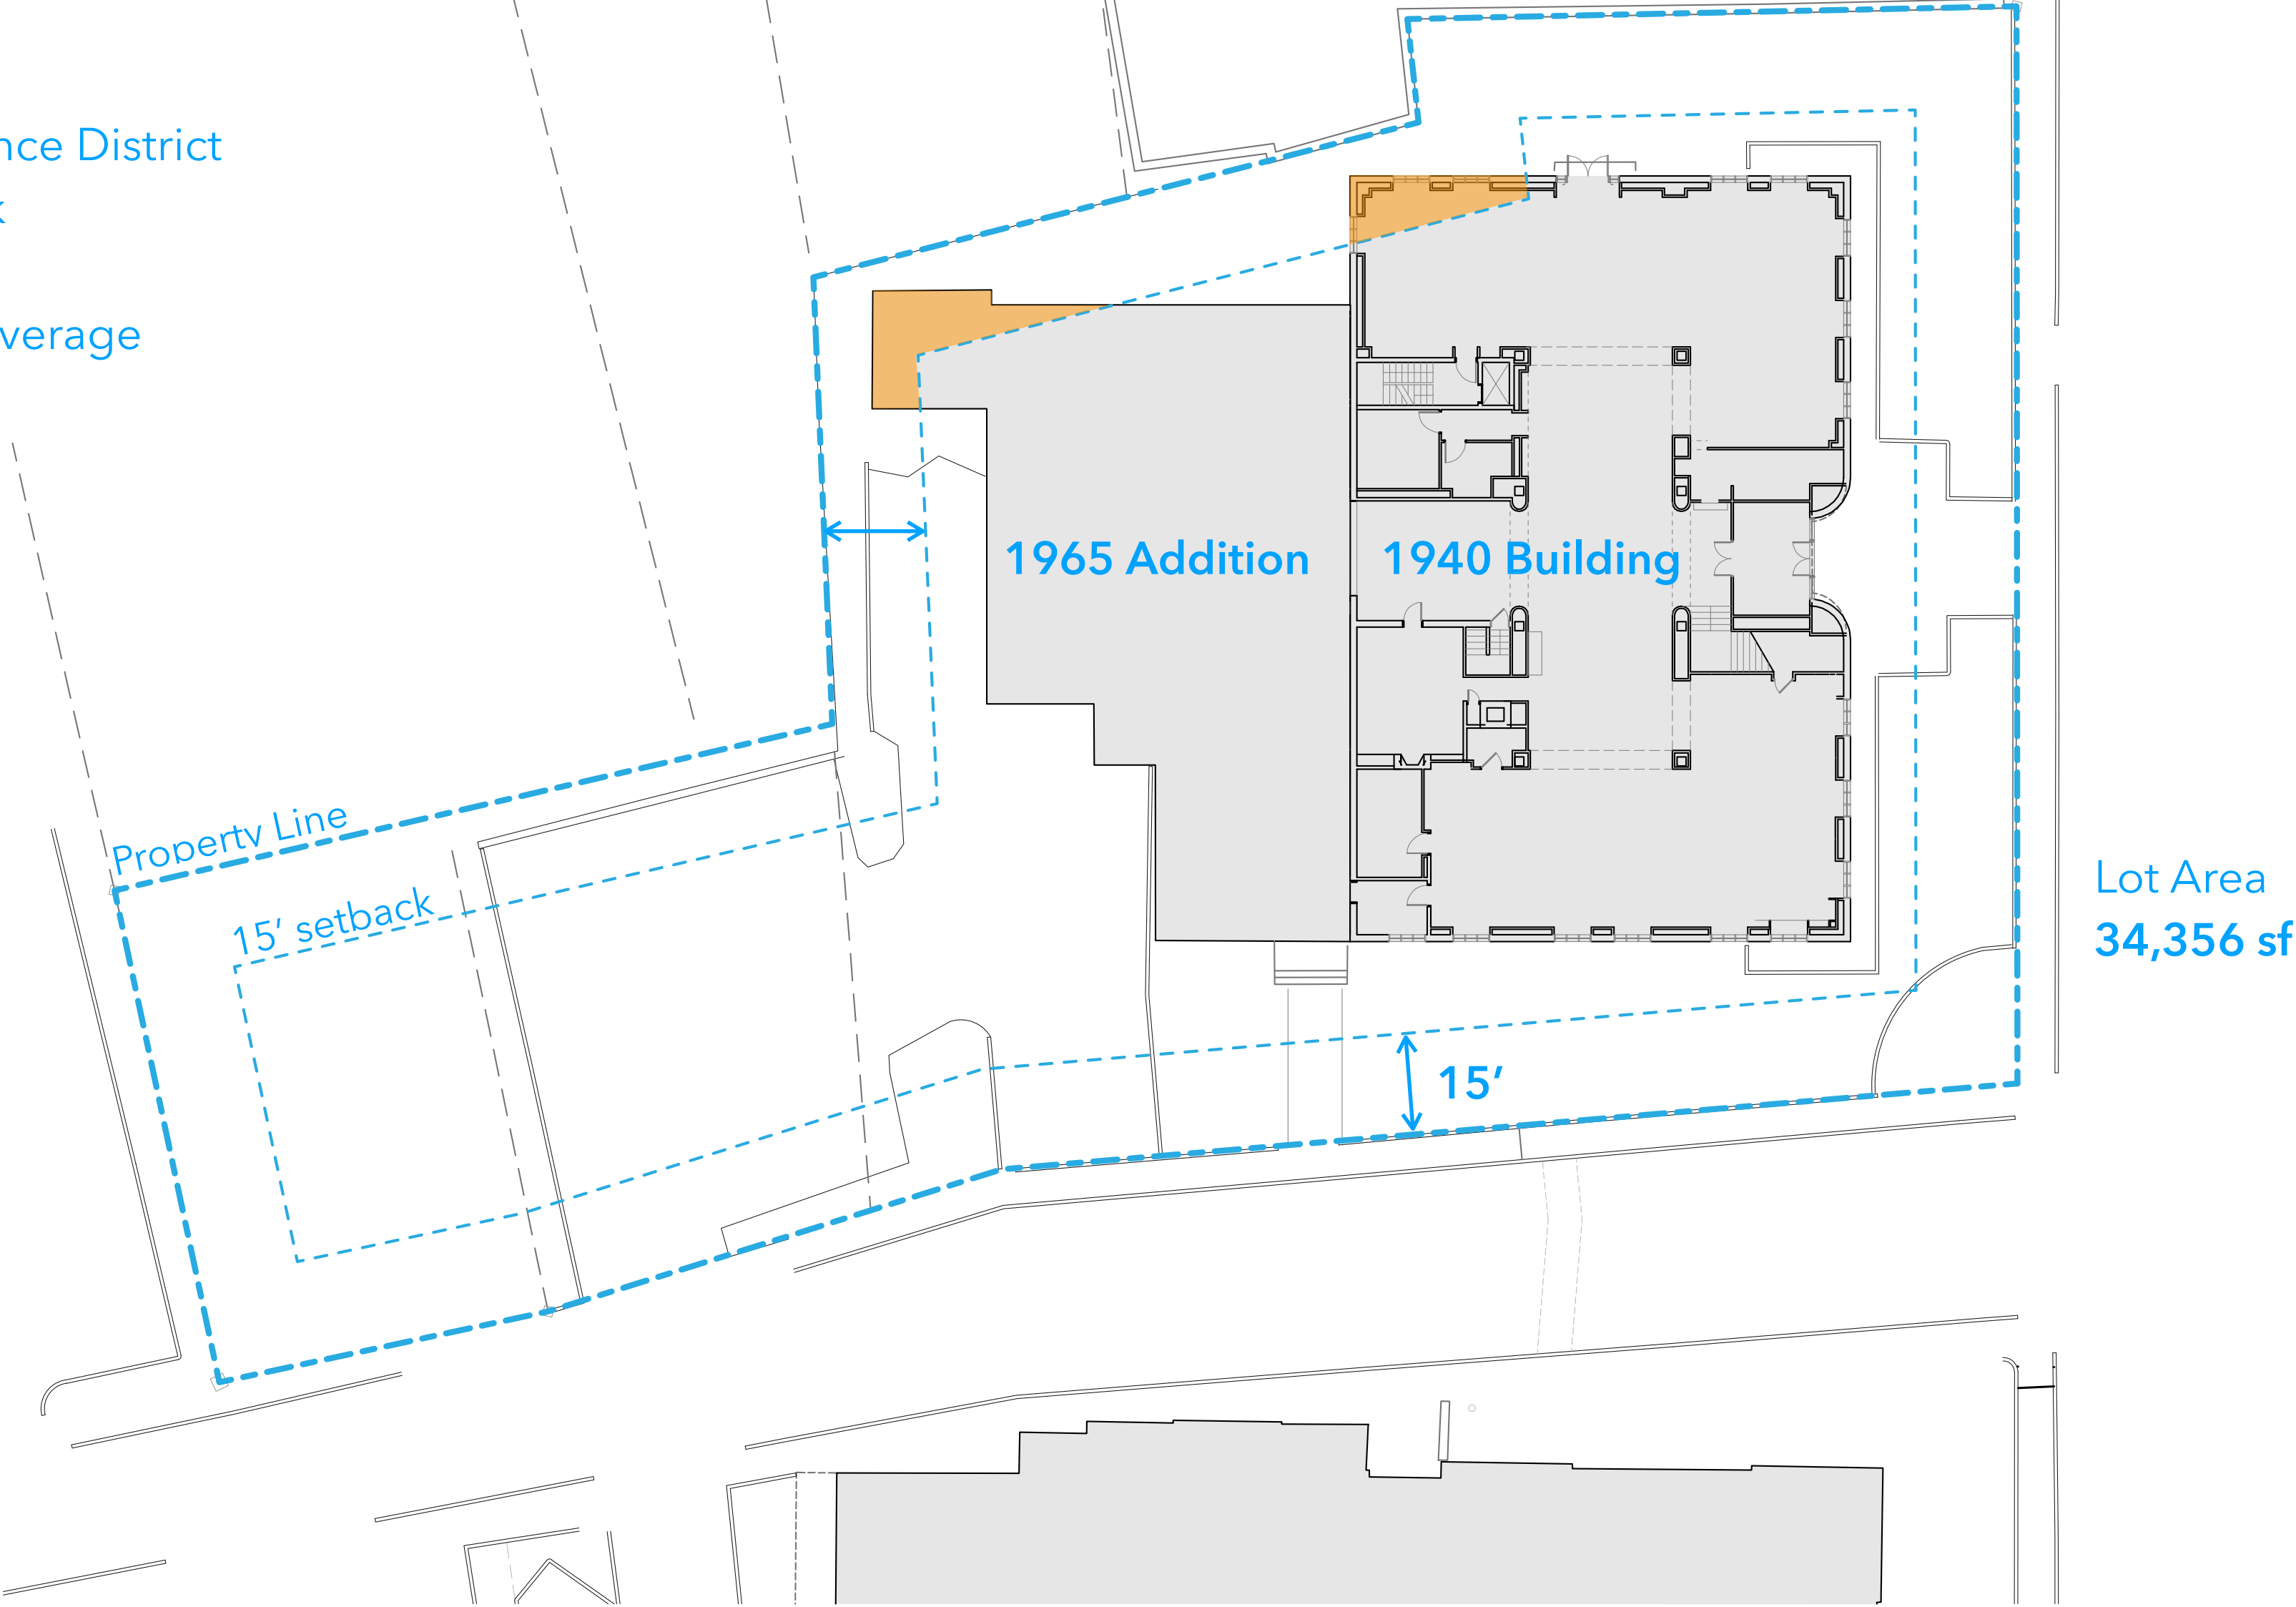 nce District
k
verage
1965 Addition
1940 Building
Property Line
15' setback
Lot Area
34,356 sf
15'